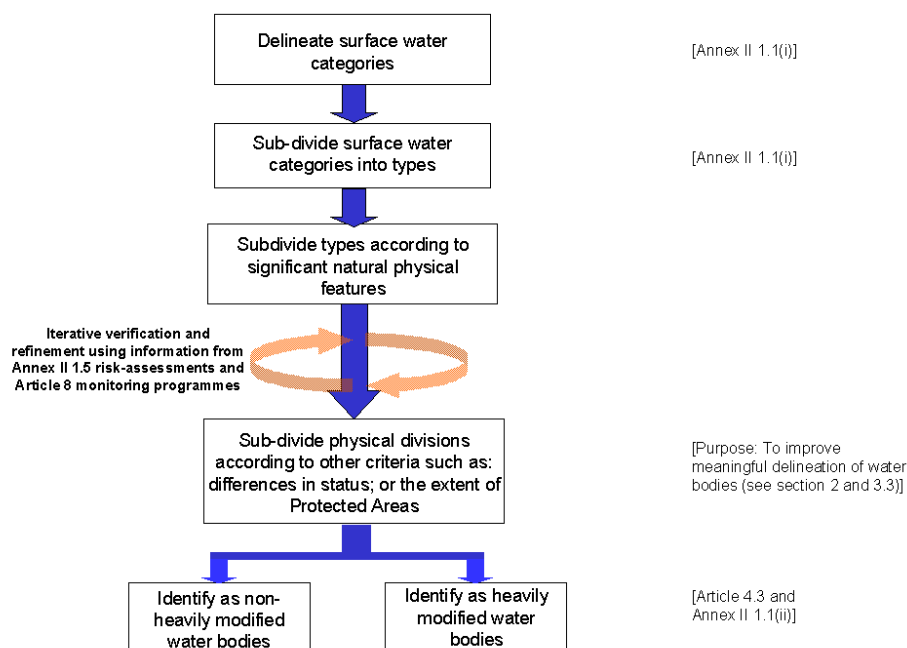 Delineate surface water
categories
[Annex II 1.1(i)]
Sub-divide surface water
categories into types
[Annex II 1.1(i)]
Subdivide types according to
significant natural physical
features
Iterative verification and
refinement using information from
Annex II 1.5 risk-assessments and
Article 8 monitoring programmes
Sub-divide physical divisions
according to other criteria such as:
differences in status; or the extent of
Protected Areas
[Purpose: To improve
meaningful delineation of water
bodies (see section 2 and 3.3)]
Identify as non-
heavily modified
water bodies
Identify as heavily
modified water
bodies
[Article 4.3 and
Annex II 1.1(ii)]